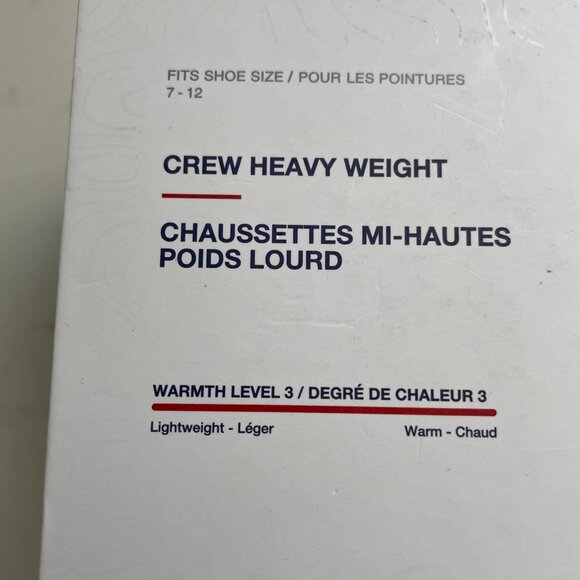 FITS SHOE SIZE / POUR LES POINTURES
7 - 12
CREW HEAVY WEIGHT
CHAUSSETTES MI-HAUTES
POIDS LOURD
WARMTH LEVEL 3 / DEGRÉ DE CHALEUR 3
Lightweight - Léger Warm - Chaud